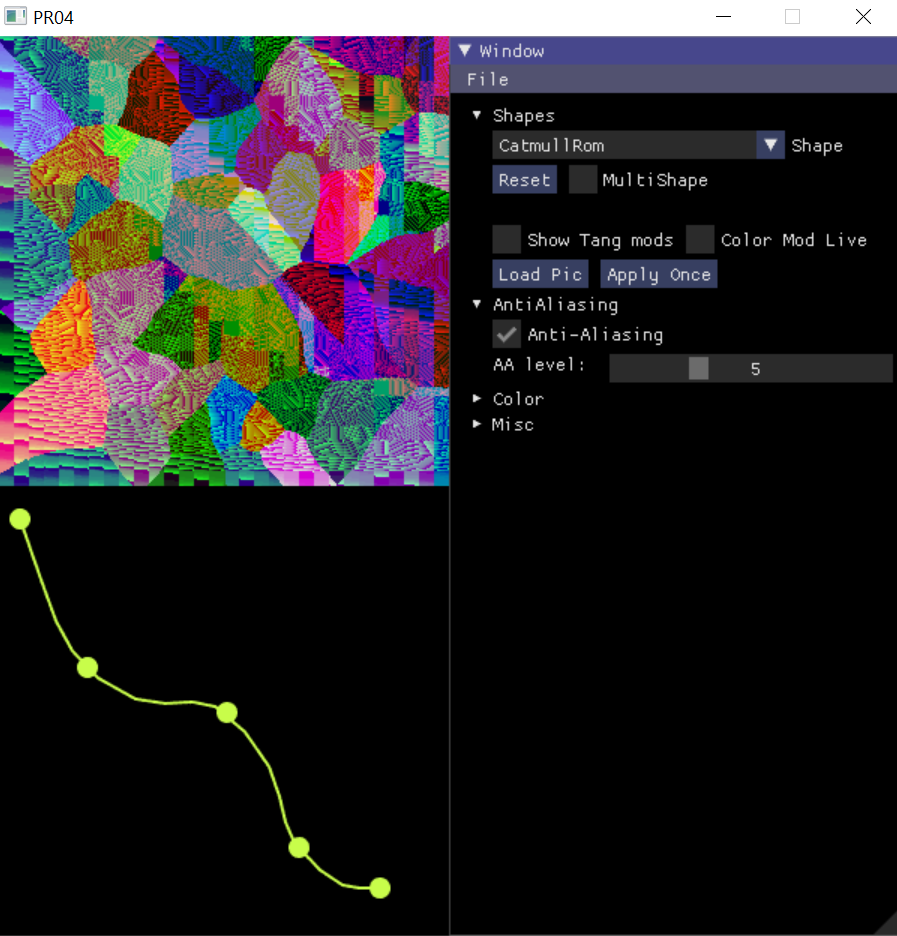 PR04
Window
File
Shapes
CatmullRom Shape
Reset MultiShape
Show Tang mods Color Mod Live
Load Pic Apply Once
AntiAliasing
Anti-Aliasing
AA level: 5
Color
Misc